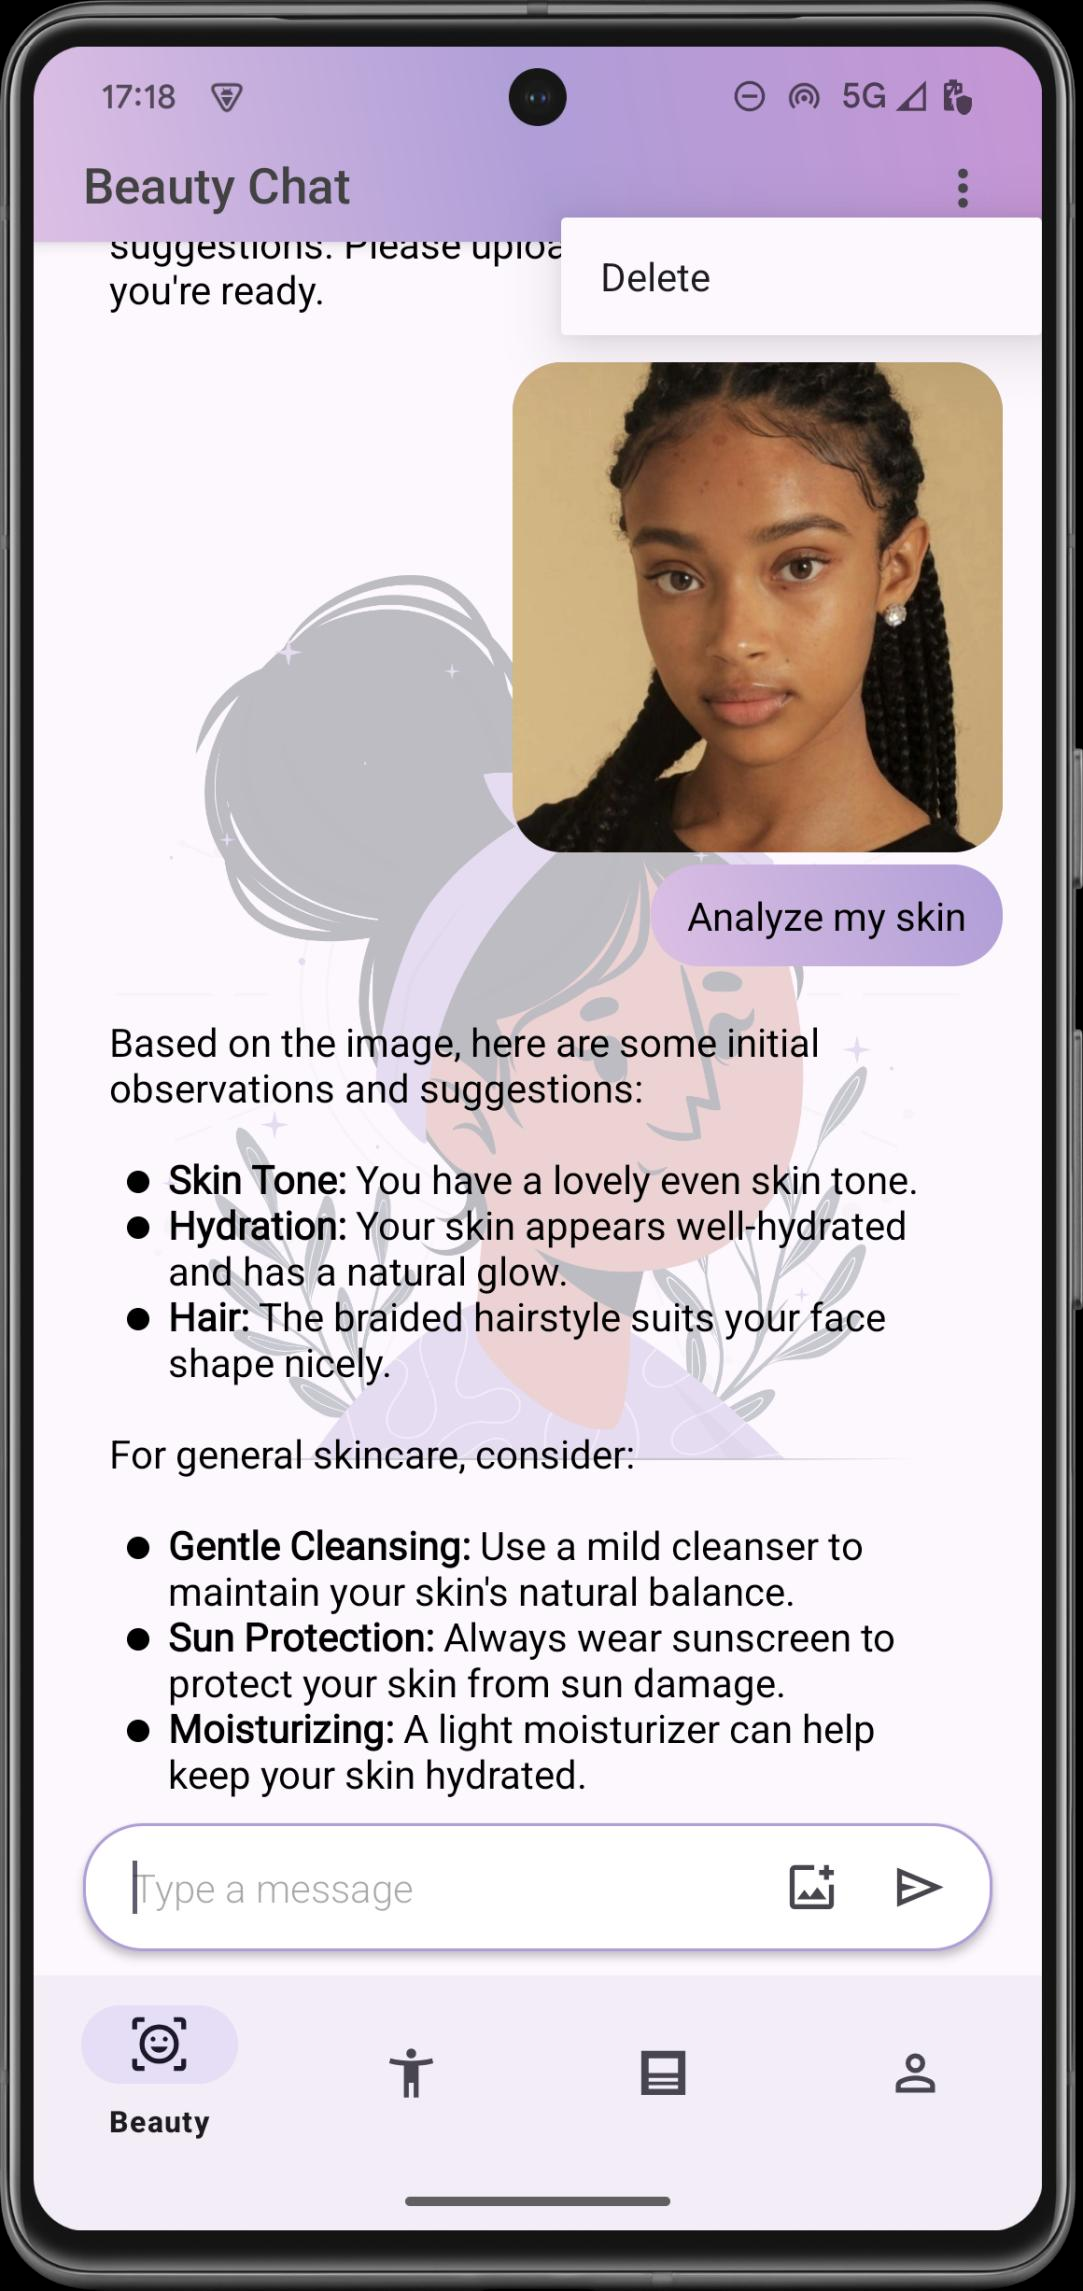 17:18
5G
Beauty Chat
Delete
suggestions. Please uploa
you're ready.
Analyze my skin
Based on the image, here are some initial
observations and suggestions:
● Skin Tone: You have a lovely even skin tone.
● Hydration: Your skin appears well-hydrated
and has a natural glow.
● Hair: The braided hairstyle suits your face
shape nicely.
For general skincare, consider:
● Gentle Cleansing: Use a mild cleanser to
maintain your skin's natural balance.
● Sun Protection: Always wear sunscreen to
protect your skin from sun damage.
● Moisturizing: A light moisturizer can help
keep your skin hydrated.
Type a message
Beauty